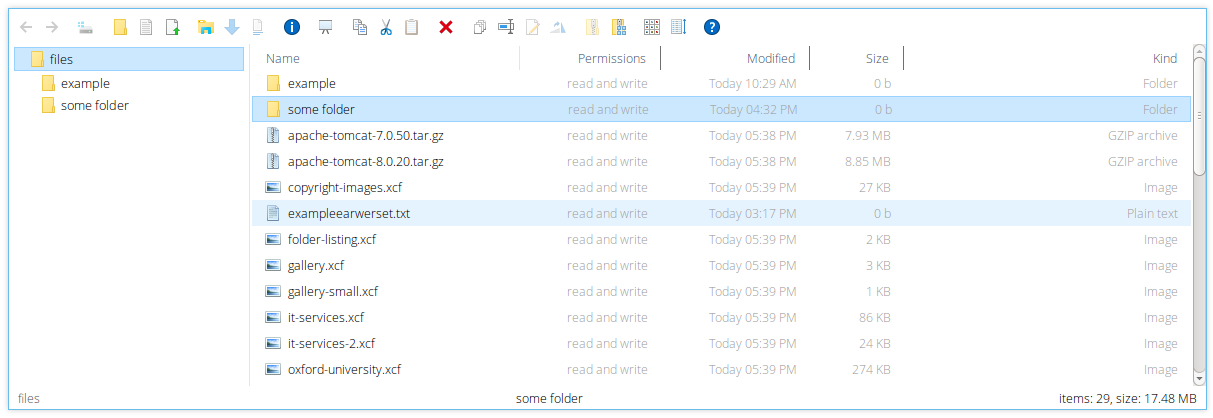 files
example
some folder
Name Permissions Modified Size Kind
example read and write Today 10:29 AM 0 b Folder
some folder read and write Today 04:32 PM 0 b Folder
apache-tomcat-7.0.50.tar.gz read and write Today 05:38 PM 7.93 MB GZIP archive
apache-tomcat-8.0.20.tar.gz read and write Today 05:38 PM 8.85 MB GZIP archive
copyright-images.xcf read and write Today 05:39 PM 27 KB Image
exampleearwerset.txt read and write Today 03:17 PM 0 b Plain text
folder-listing.xcf read and write Today 05:39 PM 2 KB Image
gallery.xcf read and write Today 05:39 PM 3 KB Image
gallery-small.xcf read and write Today 05:39 PM 1 KB Image
it-services.xcf read and write Today 05:39 PM 86 KB Image
it-services-2.xcf read and write Today 05:39 PM 24 KB Image
oxford-university.xcf read and write Today 05:39 PM 274 KB Image
files some folder items: 29, size: 17.48 MB